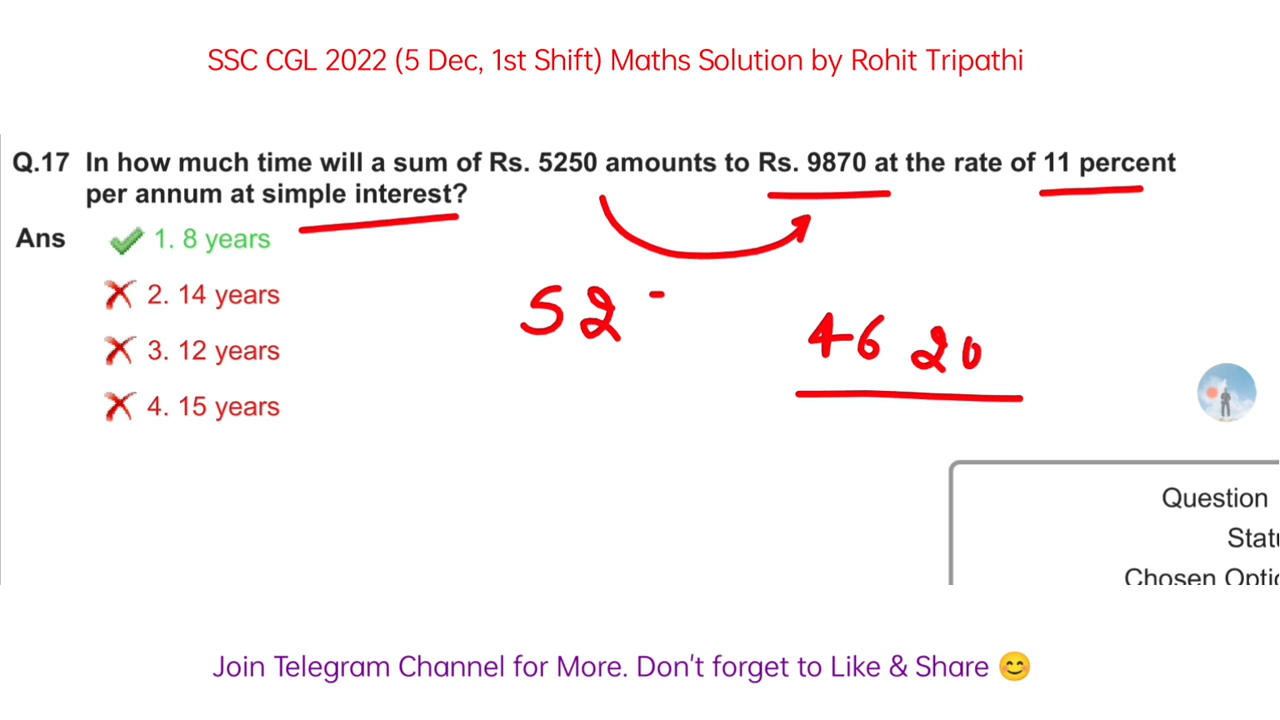 SSC CGL 2022 (5 Dec, 1st Shift) Maths Solution by Rohit Tripathi
Q.17 In how much time will a sum of Rs. 5250 amounts to Rs. 9870 at the rate of 11 percent
per annum at simple interest?
Ans 1. 8 years
2. 14 years
3. 12 years
4. 15 years
52
4620
Question
Chosen
Join Telegram Channel for More. Don't forget to Like & Share 😊